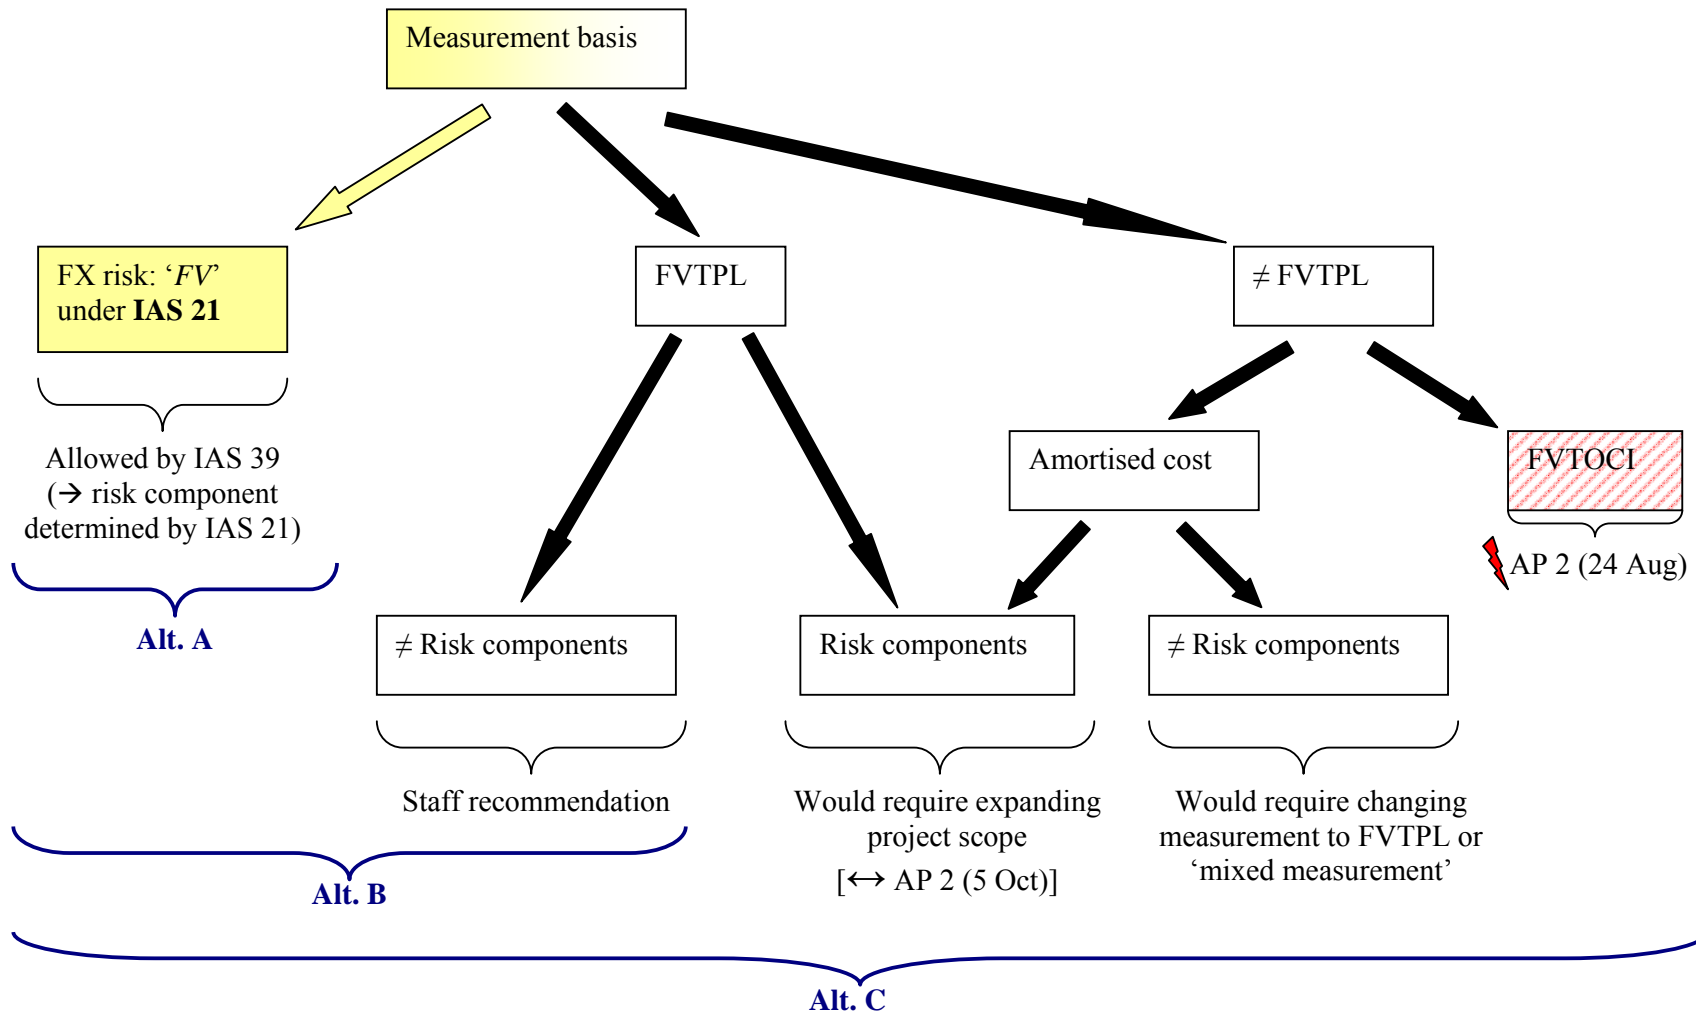 Measurement basis
FX risk: ‘FV’
under IAS 21
FVTPL
≠ FVTPL
Allowed by IAS 39
(→ risk component
determined by IAS 21)
Alt. A
Amortised cost
FVTOCI
AP 2 (24 Aug)
≠ Risk components
Risk components
≠ Risk components
Staff recommendation
Would require expanding
project scope
[↔ AP 2 (5 Oct)]
Would require changing
measurement to FVTPL or
‘mixed measurement’
Alt. B
Alt. C